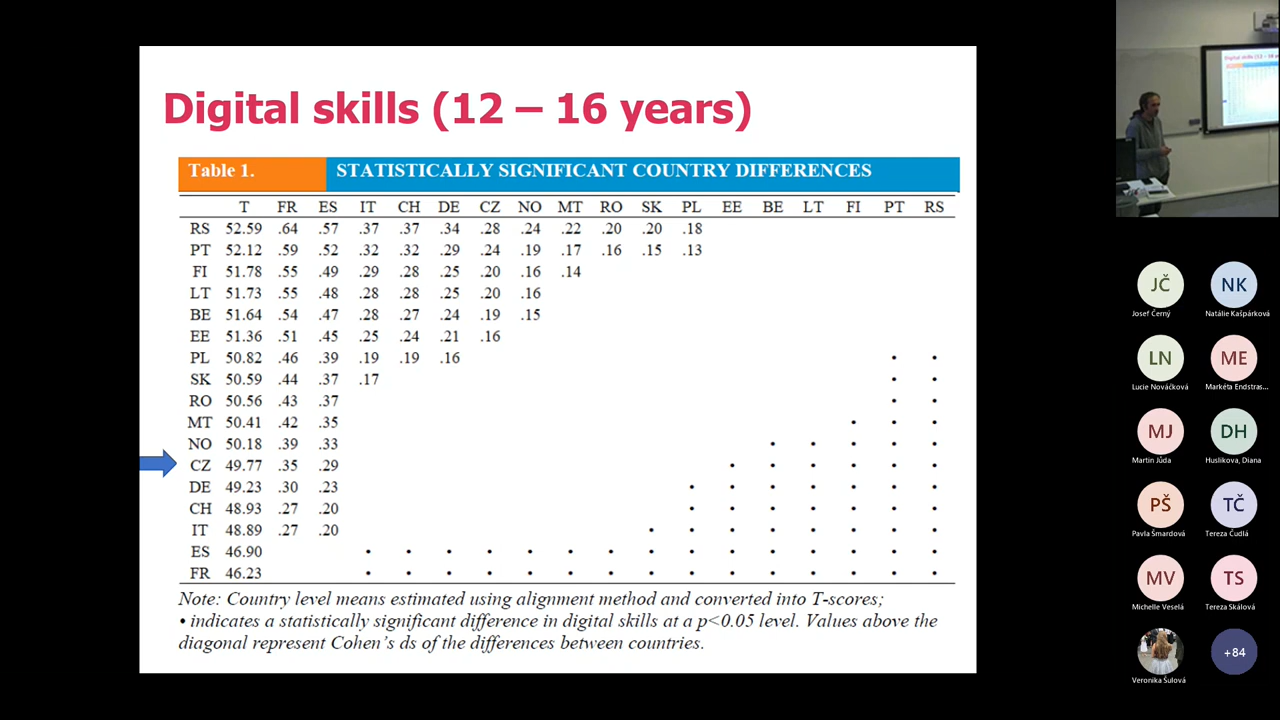 Digital skills (12 – 16 years)
Table 1. STATISTICALLY SIGNIFICANT COUNTRY DIFFERENCES
T FR ES IT CH DE CZ NO MT RO SK PL EE BE LT FI PT RS
RS 52.59 .64 .57 .37 .37 .34 .28 .24 .22 .20 .20 .18
PT 52.12 .59 .52 .32 .32 .29 .24 .19 .17 .16 .15 .13
FI 51.78 .55 .49 .29 .28 .25 .20 .16 .14
LT 51.73 .55 .48 .28 .28 .25 .20 .16
BE 51.64 .54 .47 .28 .27 .24 .19 .15
EE 51.36 .51 .45 .25 .24 .21 .16
PL 50.82 .46 .39 .19 .19 .16 • •
SK 50.59 .44 .37 .17 • •
RO 50.56 .43 .37 • •
MT 50.41 .42 .35 • • •
NO 50.18 .39 .33 • • • • •
CZ 49.77 .35 .29 • • • • • •
DE 49.23 .30 .23 • • • • • • •
CH 48.93 .27 .20 • • • • • • •
IT 48.89 .27 .20 • • • • • • • •
ES 46.90 • • • • • • • • • • • • • • •
FR 46.23 • • • • • • • • • • • • • • •
Note: Country level means estimated using alignment method and converted into T-scores;
• indicates a statistically significant difference in digital skills at a p<0.05 level. Values above the
diagonal represent Cohen's ds of the differences between countries.
Digital skills (12 – 16
JČ NK
Josef Černý Natálie Kašpárková
LN ME
Lucie Nováčková Markéta Endstras...
MJ DH
Martin Jůda Huslikova, Diana
PŠ TČ
Pavla Šmardová Tereza Čudlá
MV TS
Michelle Veselá Tereza Skálová
+84
Veronika Šulová